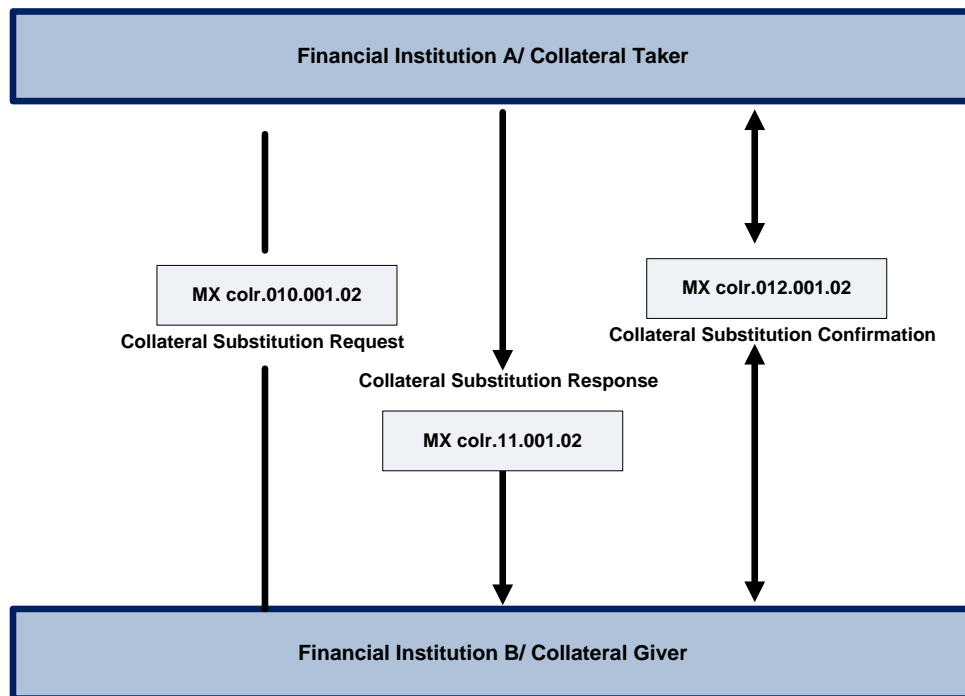 Financial Institution A/ Collateral Taker
MX colr.010.001.02
Collateral Substitution Request
MX colr.012.001.02
Collateral Substitution Confirmation
Collateral Substitution Response
MX colr.11.001.02
Financial Institution B/ Collateral Giver